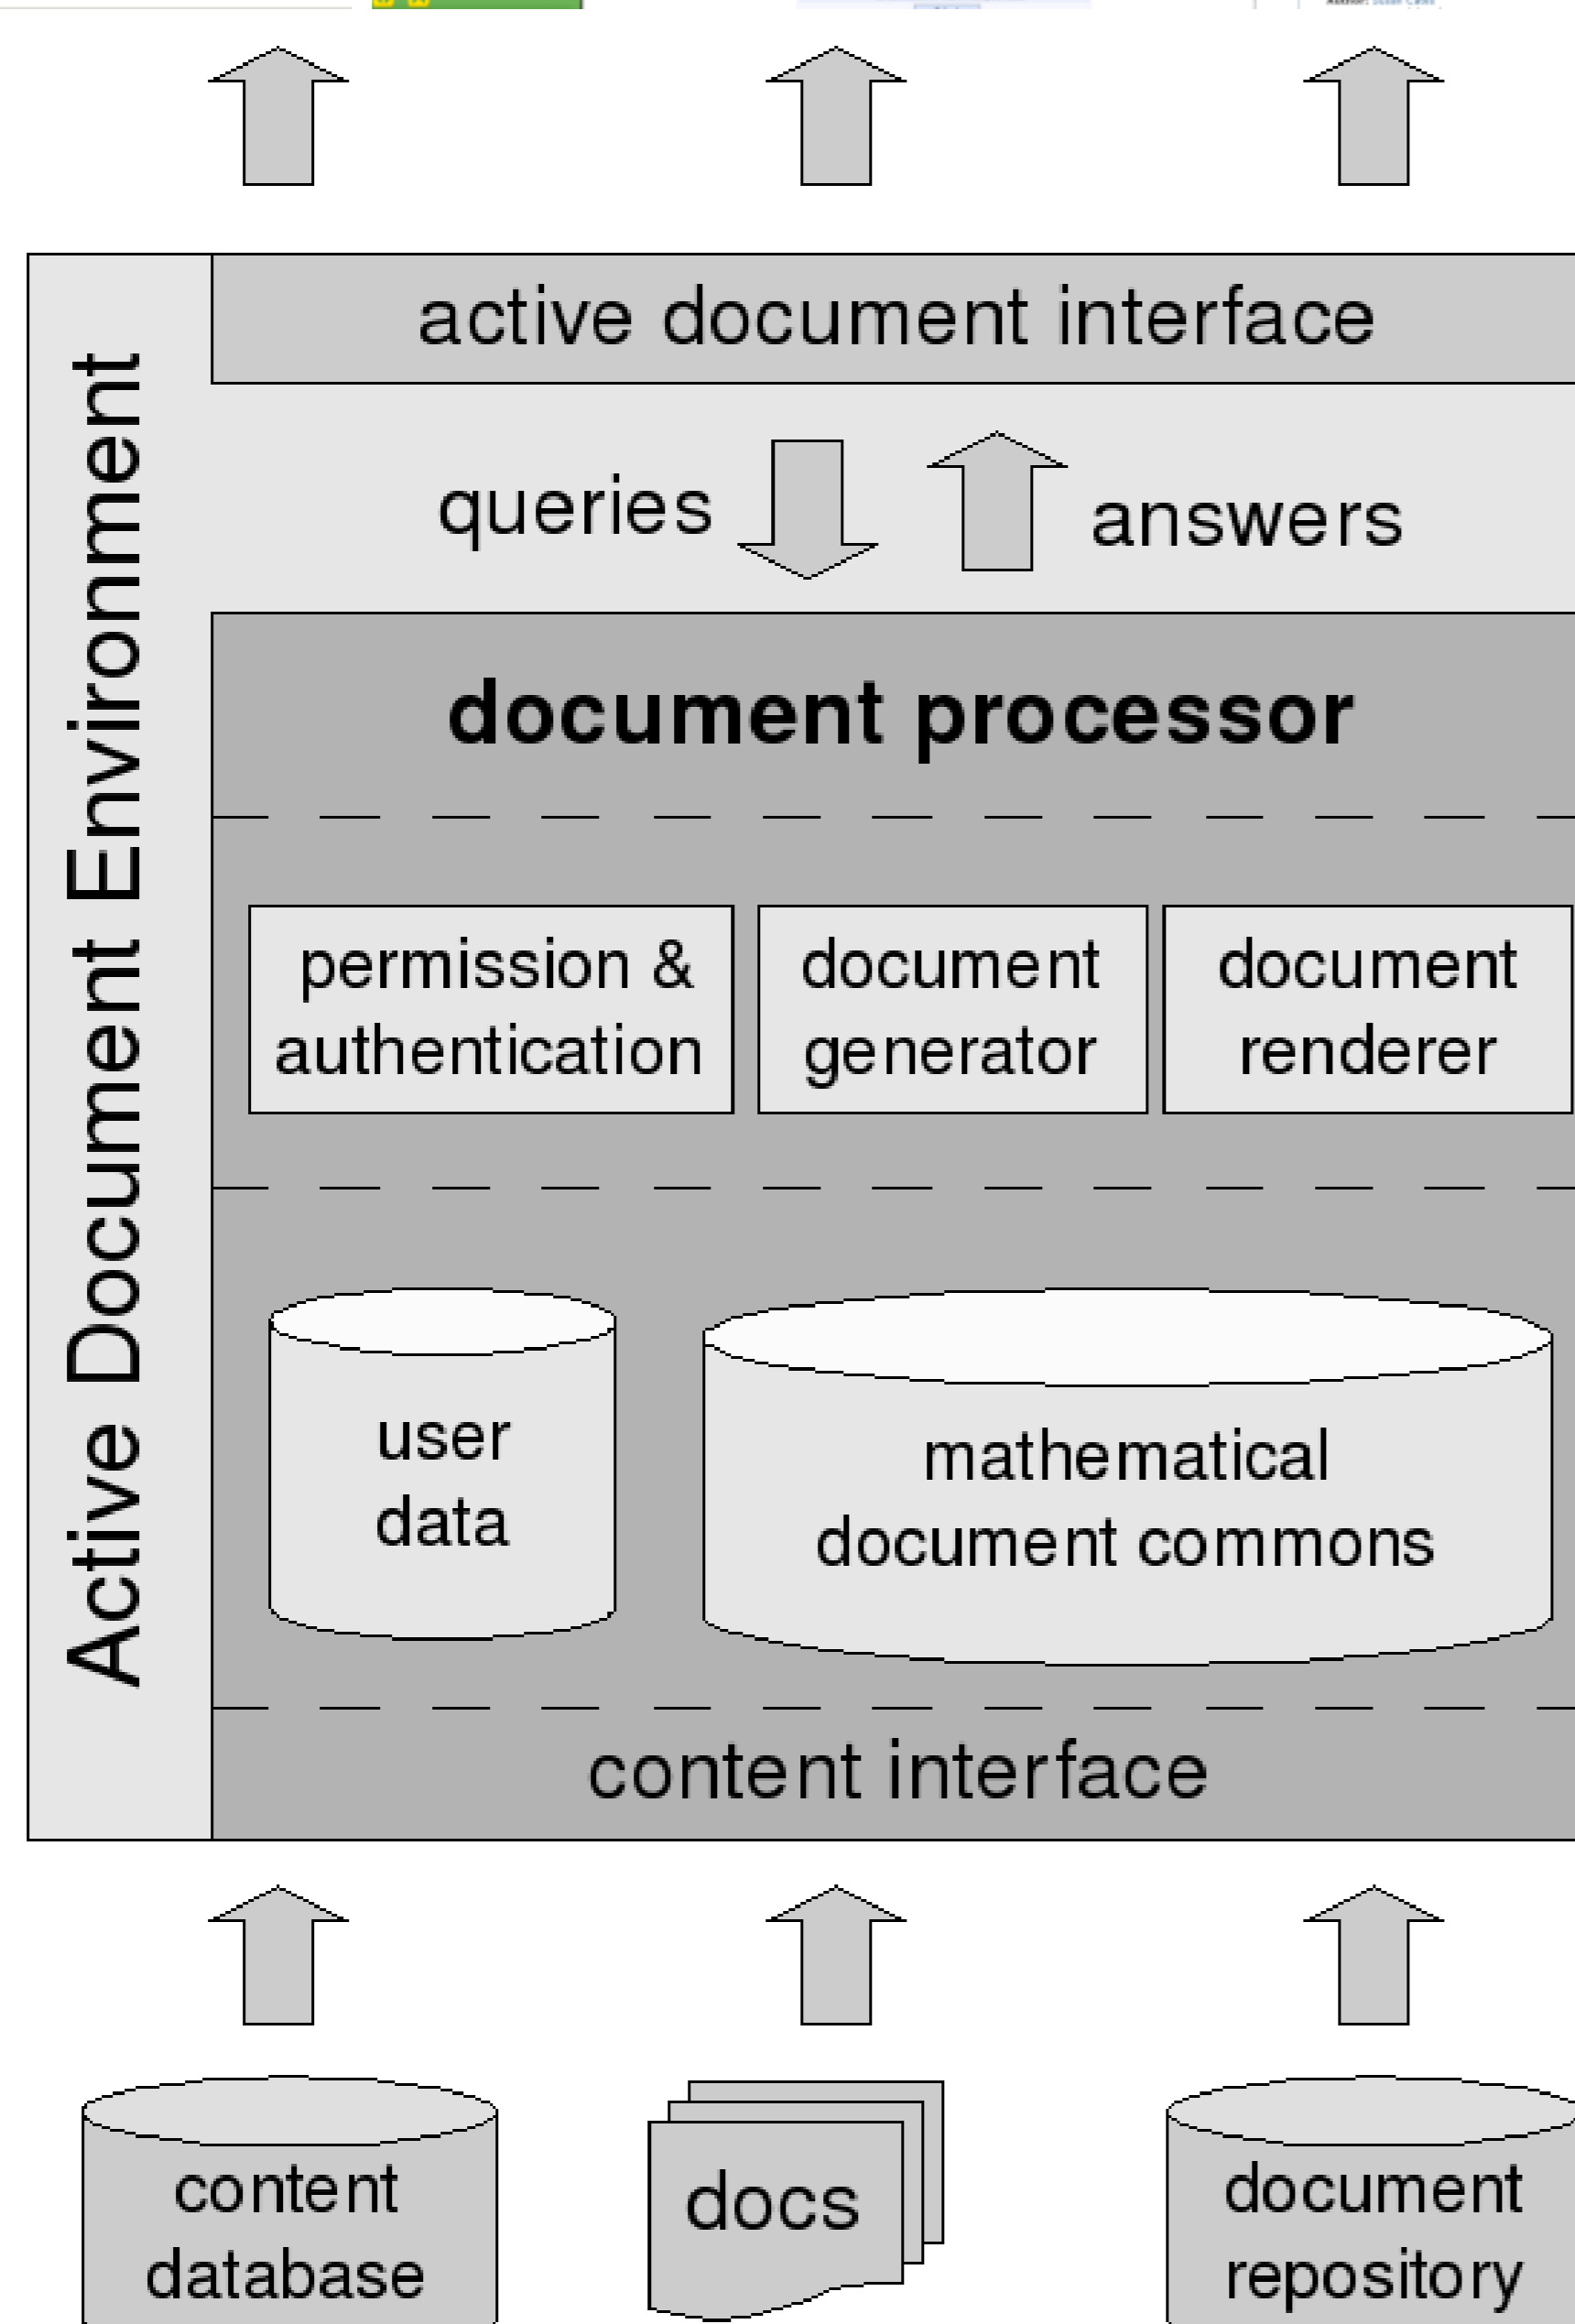 active document interface
queries
answers
Active Document Environment
document processor
permission &
authentication
document
generator
document
renderer
user
data
mathematical
document commons
content interface
content
database
docs
document
repository